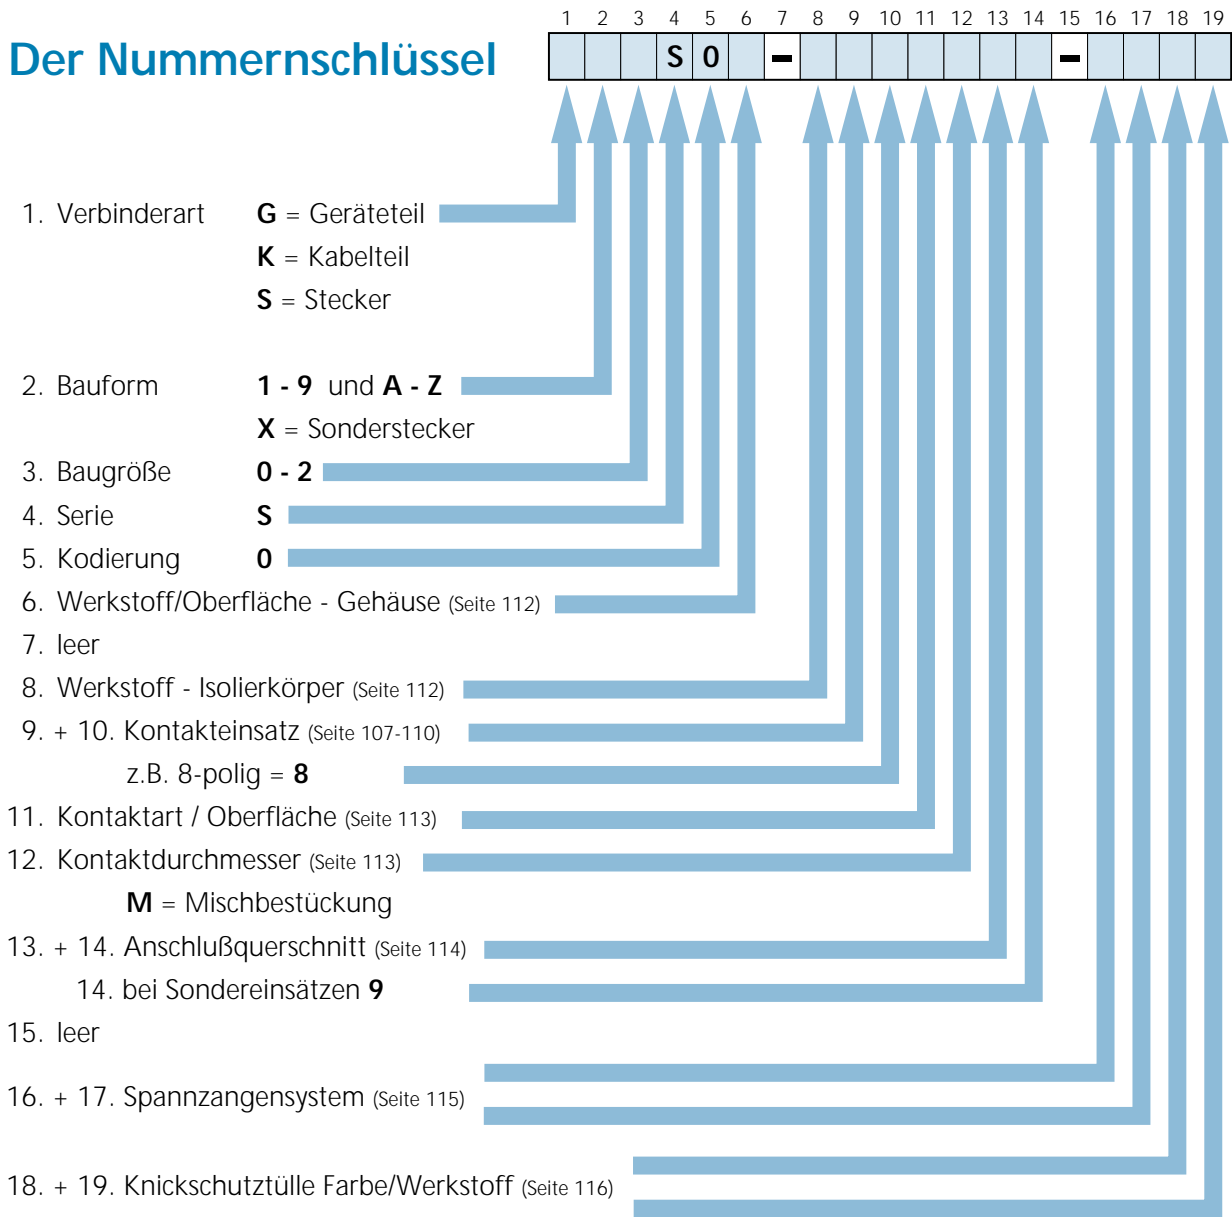 1 2 3 4 5 6 7 8 9 10 11 12 13 14 15 16 17 18 19
Der Nummernschlüssel
S 0 - -
1. Verbinderart G = Geräteteil
K = Kabelteil
S = Stecker
2. Bauform 1 - 9 und A - Z
X = Sonderstecker
3. Baugröße 0 - 2
4. Serie S
5. Kodierung 0
6. Werkstoff/Oberfläche - Gehäuse (Seite 112)
7. leer
8. Werkstoff - Isolierkörper (Seite 112)
9. + 10. Kontakteinsatz (Seite 107-110)
z.B. 8-polig = 8
11. Kontaktart / Oberfläche (Seite 113)
12. Kontaktdurchmesser (Seite 113)
M = Mischbestückung
13. + 14. Anschlußquerschnitt (Seite 114)
14. bei Sondereinsätzen 9
15. leer
16. + 17. Spannzangensystem (Seite 115)
18. + 19. Knickschutztülle Farbe/Werkstoff (Seite 116)